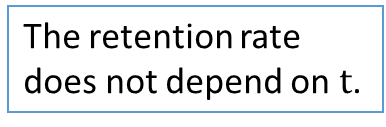 The retention rate
does not depend on t.